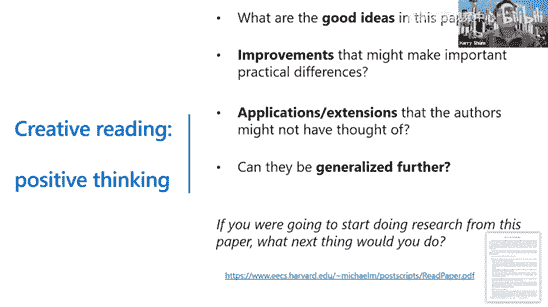 What are the good ideas in this
Improvements that might make important
practical differences?
Creative reading:
positive thinking
Applications/extensions that the authors
might not have thought of?
Can they be generalized further?
If you were going to start doing research from this
paper, what next thing would you do?
https://www.eecs.harvard.edu/~michaelm/postscripts/ReadPaper.pdf
bilibili
Harry Shum